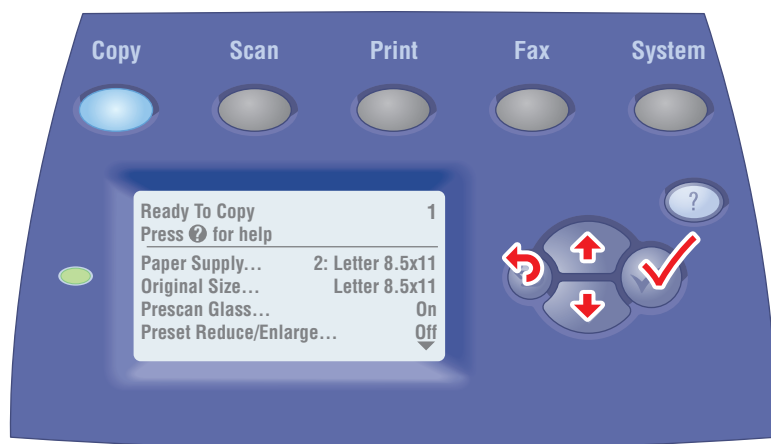 Copy Scan Print Fax System
?
Ready To Copy 1
Press ? for help
Paper Supply... 2: Letter 8.5x11
Original Size... Letter 8.5x11
Prescan Glass... On
Preset Reduce/Enlarge... Off